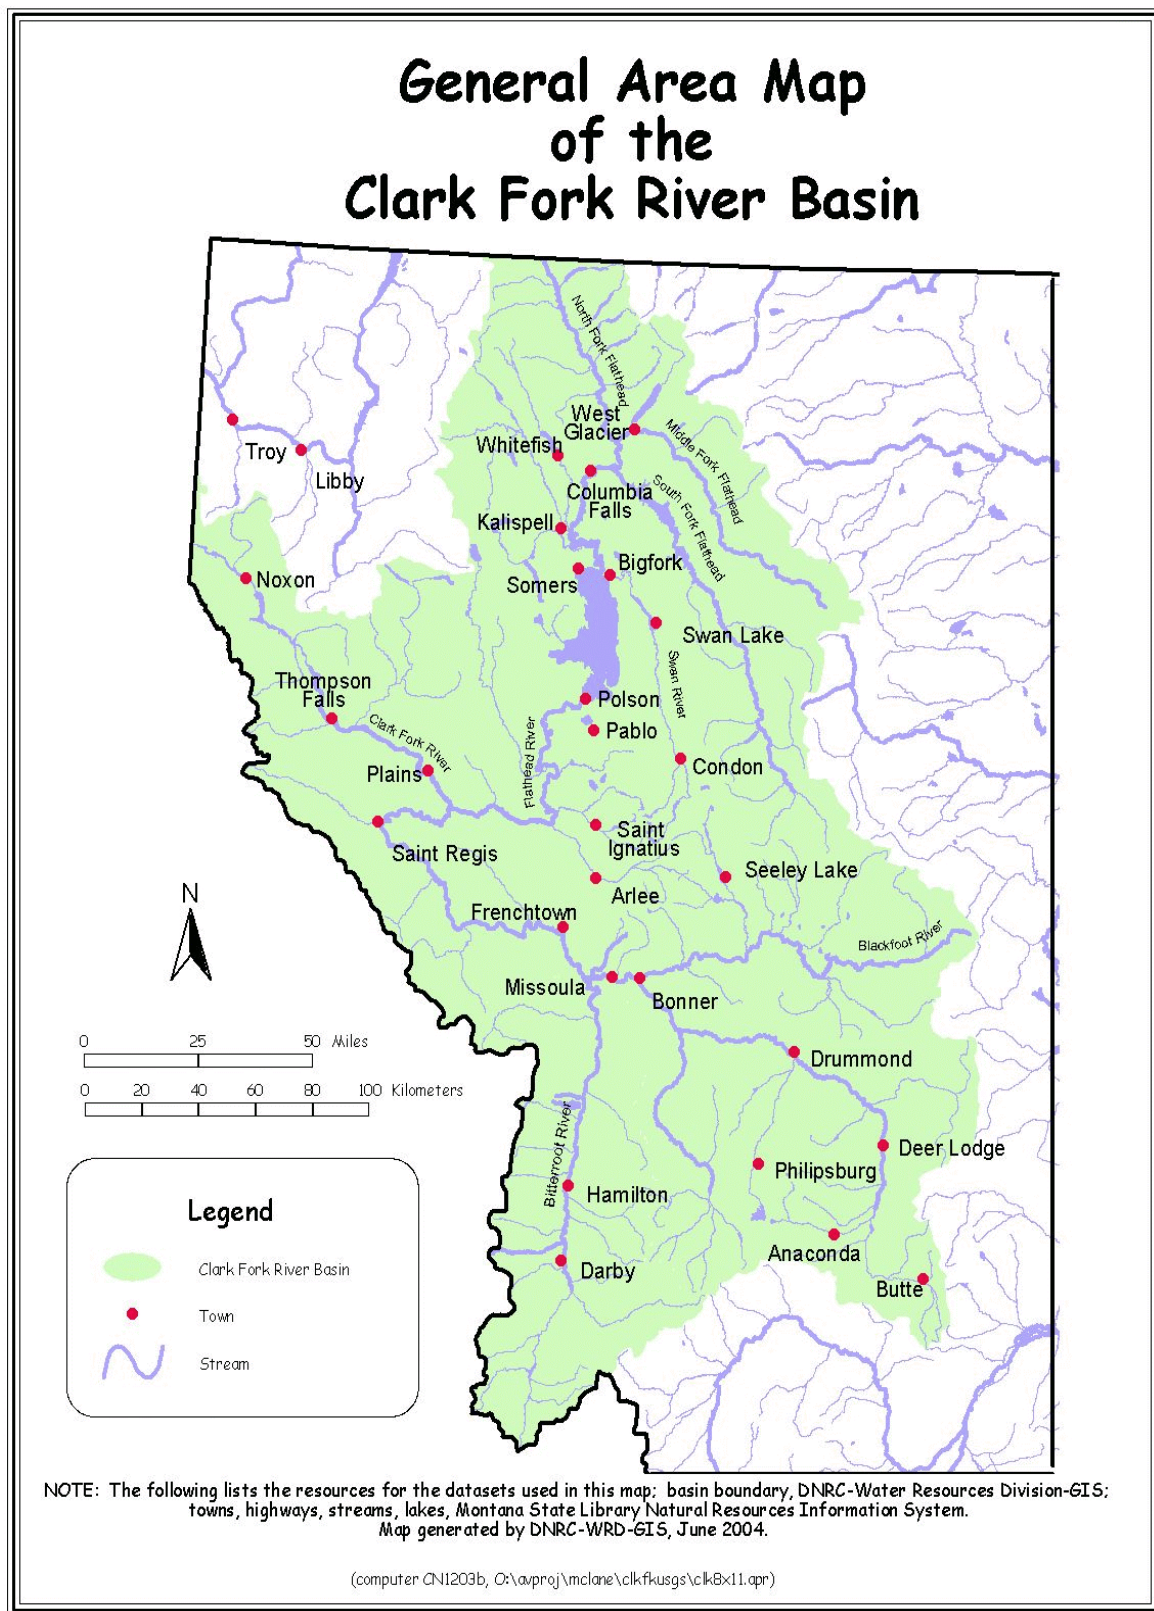 General Area Map
of the
Clark Fork River Basin
North Fork Flathead
West
Glacier
Middle Fork Flathead
Whitefish
Troy
Libby
Columbia
Falls
South Fork Flathead
Kalispell
Bigfork
Somers
Noxon
Swan Lake
Swan River
Thompson
Falls
Polson
Clark Fork River
Flathead River
Pablo
Plains
Condon
Saint
Ignatius
Saint Regis
Seeley Lake
Arlee
N
Frenchtown
Blackfoot River
Missoula
Bonner
0 25 50 Miles
Drummond
0 20 40 60 80 100 Kilometers
Bitterroot River
Deer Lodge
Philipsburg
Hamilton
Legend
Anaconda
Clark Fork River Basin
Darby
Butte
Town
Stream
NOTE: The following lists the resources for the datasets used in this map; basin boundary, DNRC-Water Resources Division-GIS;
towns, highways, streams, lakes, Montana State Library Natural Resources Information System.
Map generated by DNRC-WRD-GIS, June 2004.
(computer CN1203b, O:\avproj\mclane\clkfkusgs\clk8x11.apr)